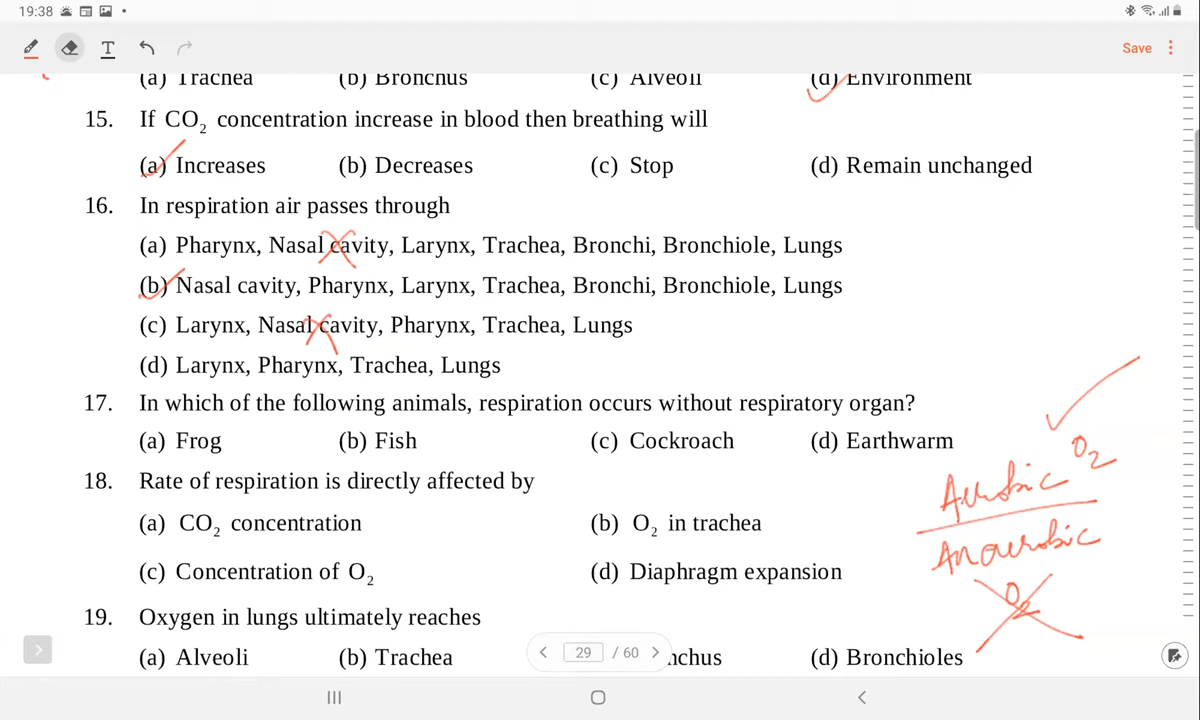 19:38
T Save
(a) Trachea (b) Bronchus (c) Alveoli (d) Environment
15. If CO₂ concentration increase in blood then breathing will
(a) Increases (b) Decreases (c) Stop (d) Remain unchanged
16. In respiration air passes through
(a) Pharynx, Nasal cavity, Larynx, Trachea, Bronchi, Bronchiole, Lungs
(b) Nasal cavity, Pharynx, Larynx, Trachea, Bronchi, Bronchiole, Lungs
(c) Larynx, Nasal cavity, Pharynx, Trachea, Lungs
(d) Larynx, Pharynx, Trachea, Lungs
17. In which of the following animals, respiration occurs without respiratory organ?
(a) Frog (b) Fish (c) Cockroach (d) Earthwarm
18. Rate of respiration is directly affected by
(a) CO₂ concentration (b) O₂ in trachea
(c) Concentration of O₂ (d) Diaphragm expansion
Aerobic O₂
Anaerobic
O₂
19. Oxygen in lungs ultimately reaches
(a) Alveoli (b) Trachea nchus (d) Bronchioles
29 / 60